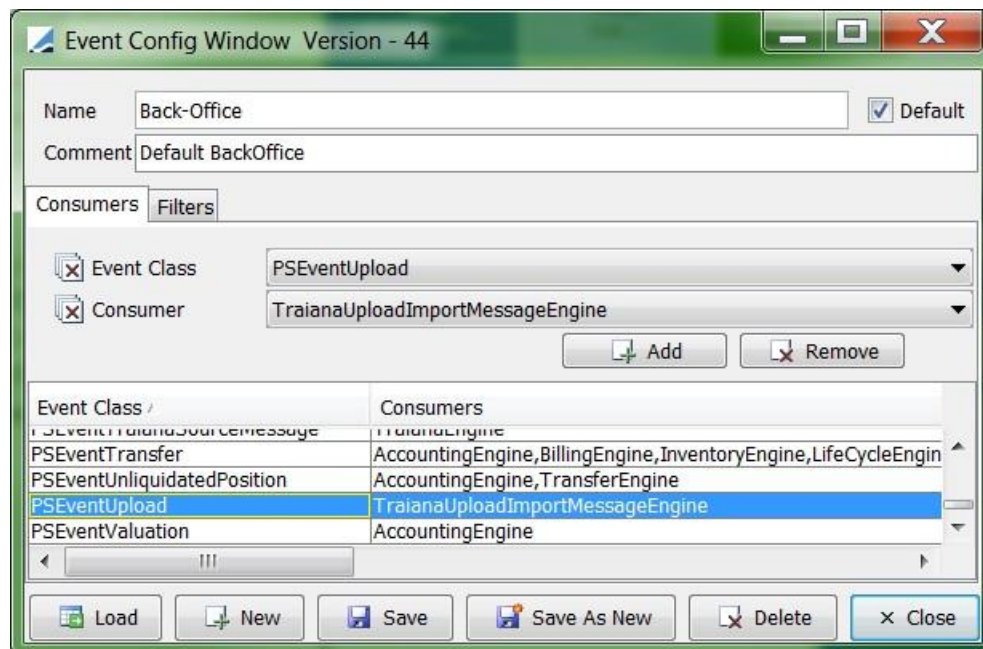 Event Config Window Version - 44
Name Back-Office Default
Comment Default BackOffice
Consumers Filters
Event Class PSEventUpload
Consumer TraianaUploadImportMessageEngine
Add Remove
Event Class Consumers
PSEventTraianaSourceMessage TraianaEngine
PSEventTransfer AccountingEngine,BillingEngine,InventoryEngine,LifeCycleEngin
PSEventUnliquidatedPosition AccountingEngine,TransferEngine
PSEventUpload TraianaUploadImportMessageEngine
PSEventValuation AccountingEngine
Load New Save Save As New Delete Close